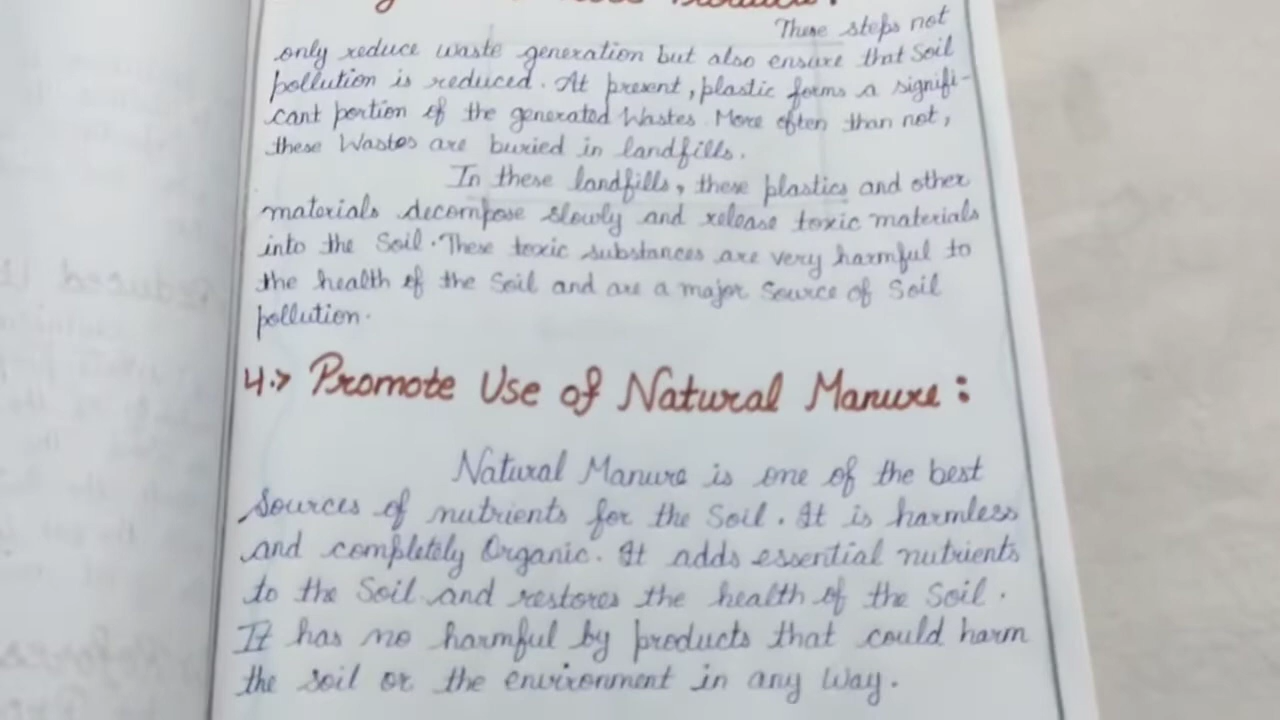 These steps not
only reduce waste generation but also ensure that Soil
pollution is reduced. At present, plastic forms a signifi-
cant portion of the generated Wastes. More often than not,
these Wastes are buried in landfills.
In these landfills, these plastics and other
materials decompose slowly and release toxic materials
into the Soil. These toxic substances are very harmful to
the health of the Soil and are a major Source of Soil
pollution.
4.> Promote Use of Natural Manure :
Natural Manure is one of the best
Sources of nutrients for the Soil. It is harmless
and completely Organic. It adds essential nutrients
to the Soil and restores the health of the Soil.
It has no harmful by products that could harm
the soil or the environment in any Way.